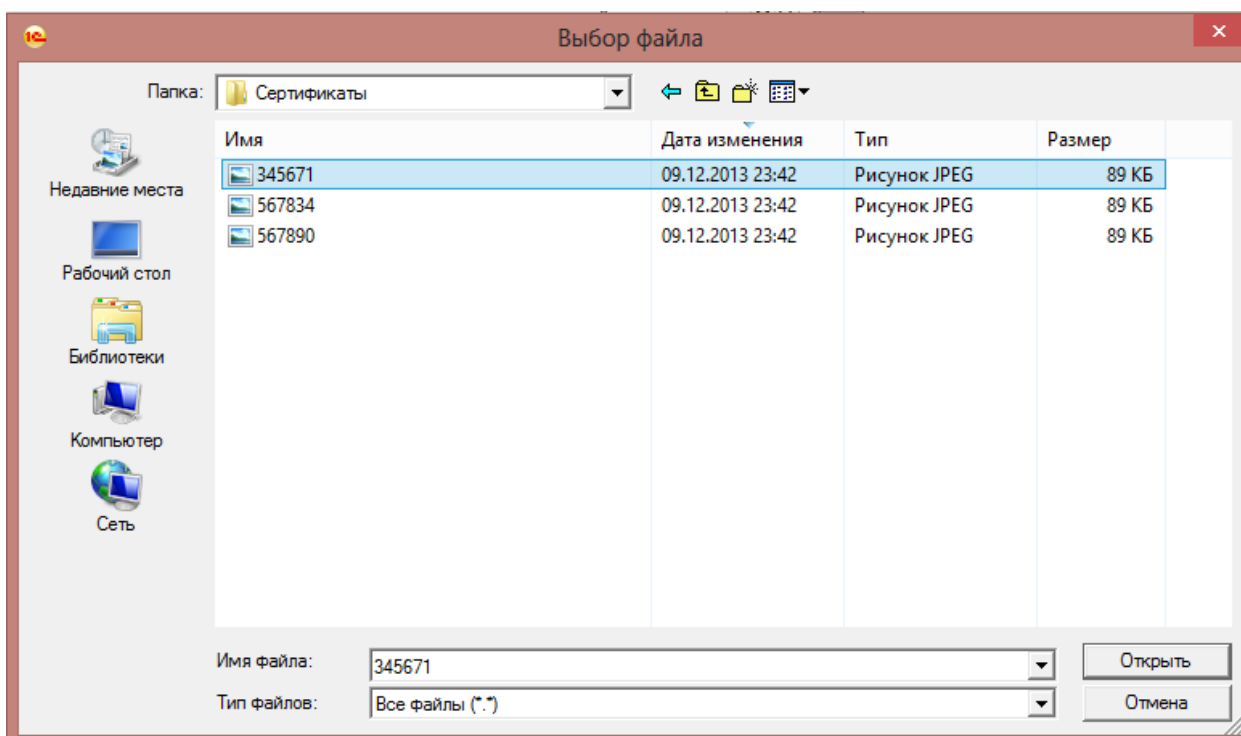 1С Выбор файла
Папка: Сертификаты
Имя Дата изменения Тип Размер
345671 09.12.2013 23:42 Рисунок JPEG 89 КБ
567834 09.12.2013 23:42 Рисунок JPEG 89 КБ
567890 09.12.2013 23:42 Рисунок JPEG 89 КБ
Недавние места
Рабочий стол
Библиотеки
Компьютер
Сеть
Имя файла: 345671 Открыть
Тип файлов: Все файлы (*.*) Отмена